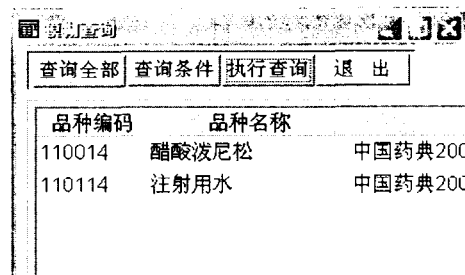 查询全部 查询条件 执行查询 退 出
品种编码 品种名称
110014 醋酸泼尼松 中国药典200
110114 注射用水 中国药典200